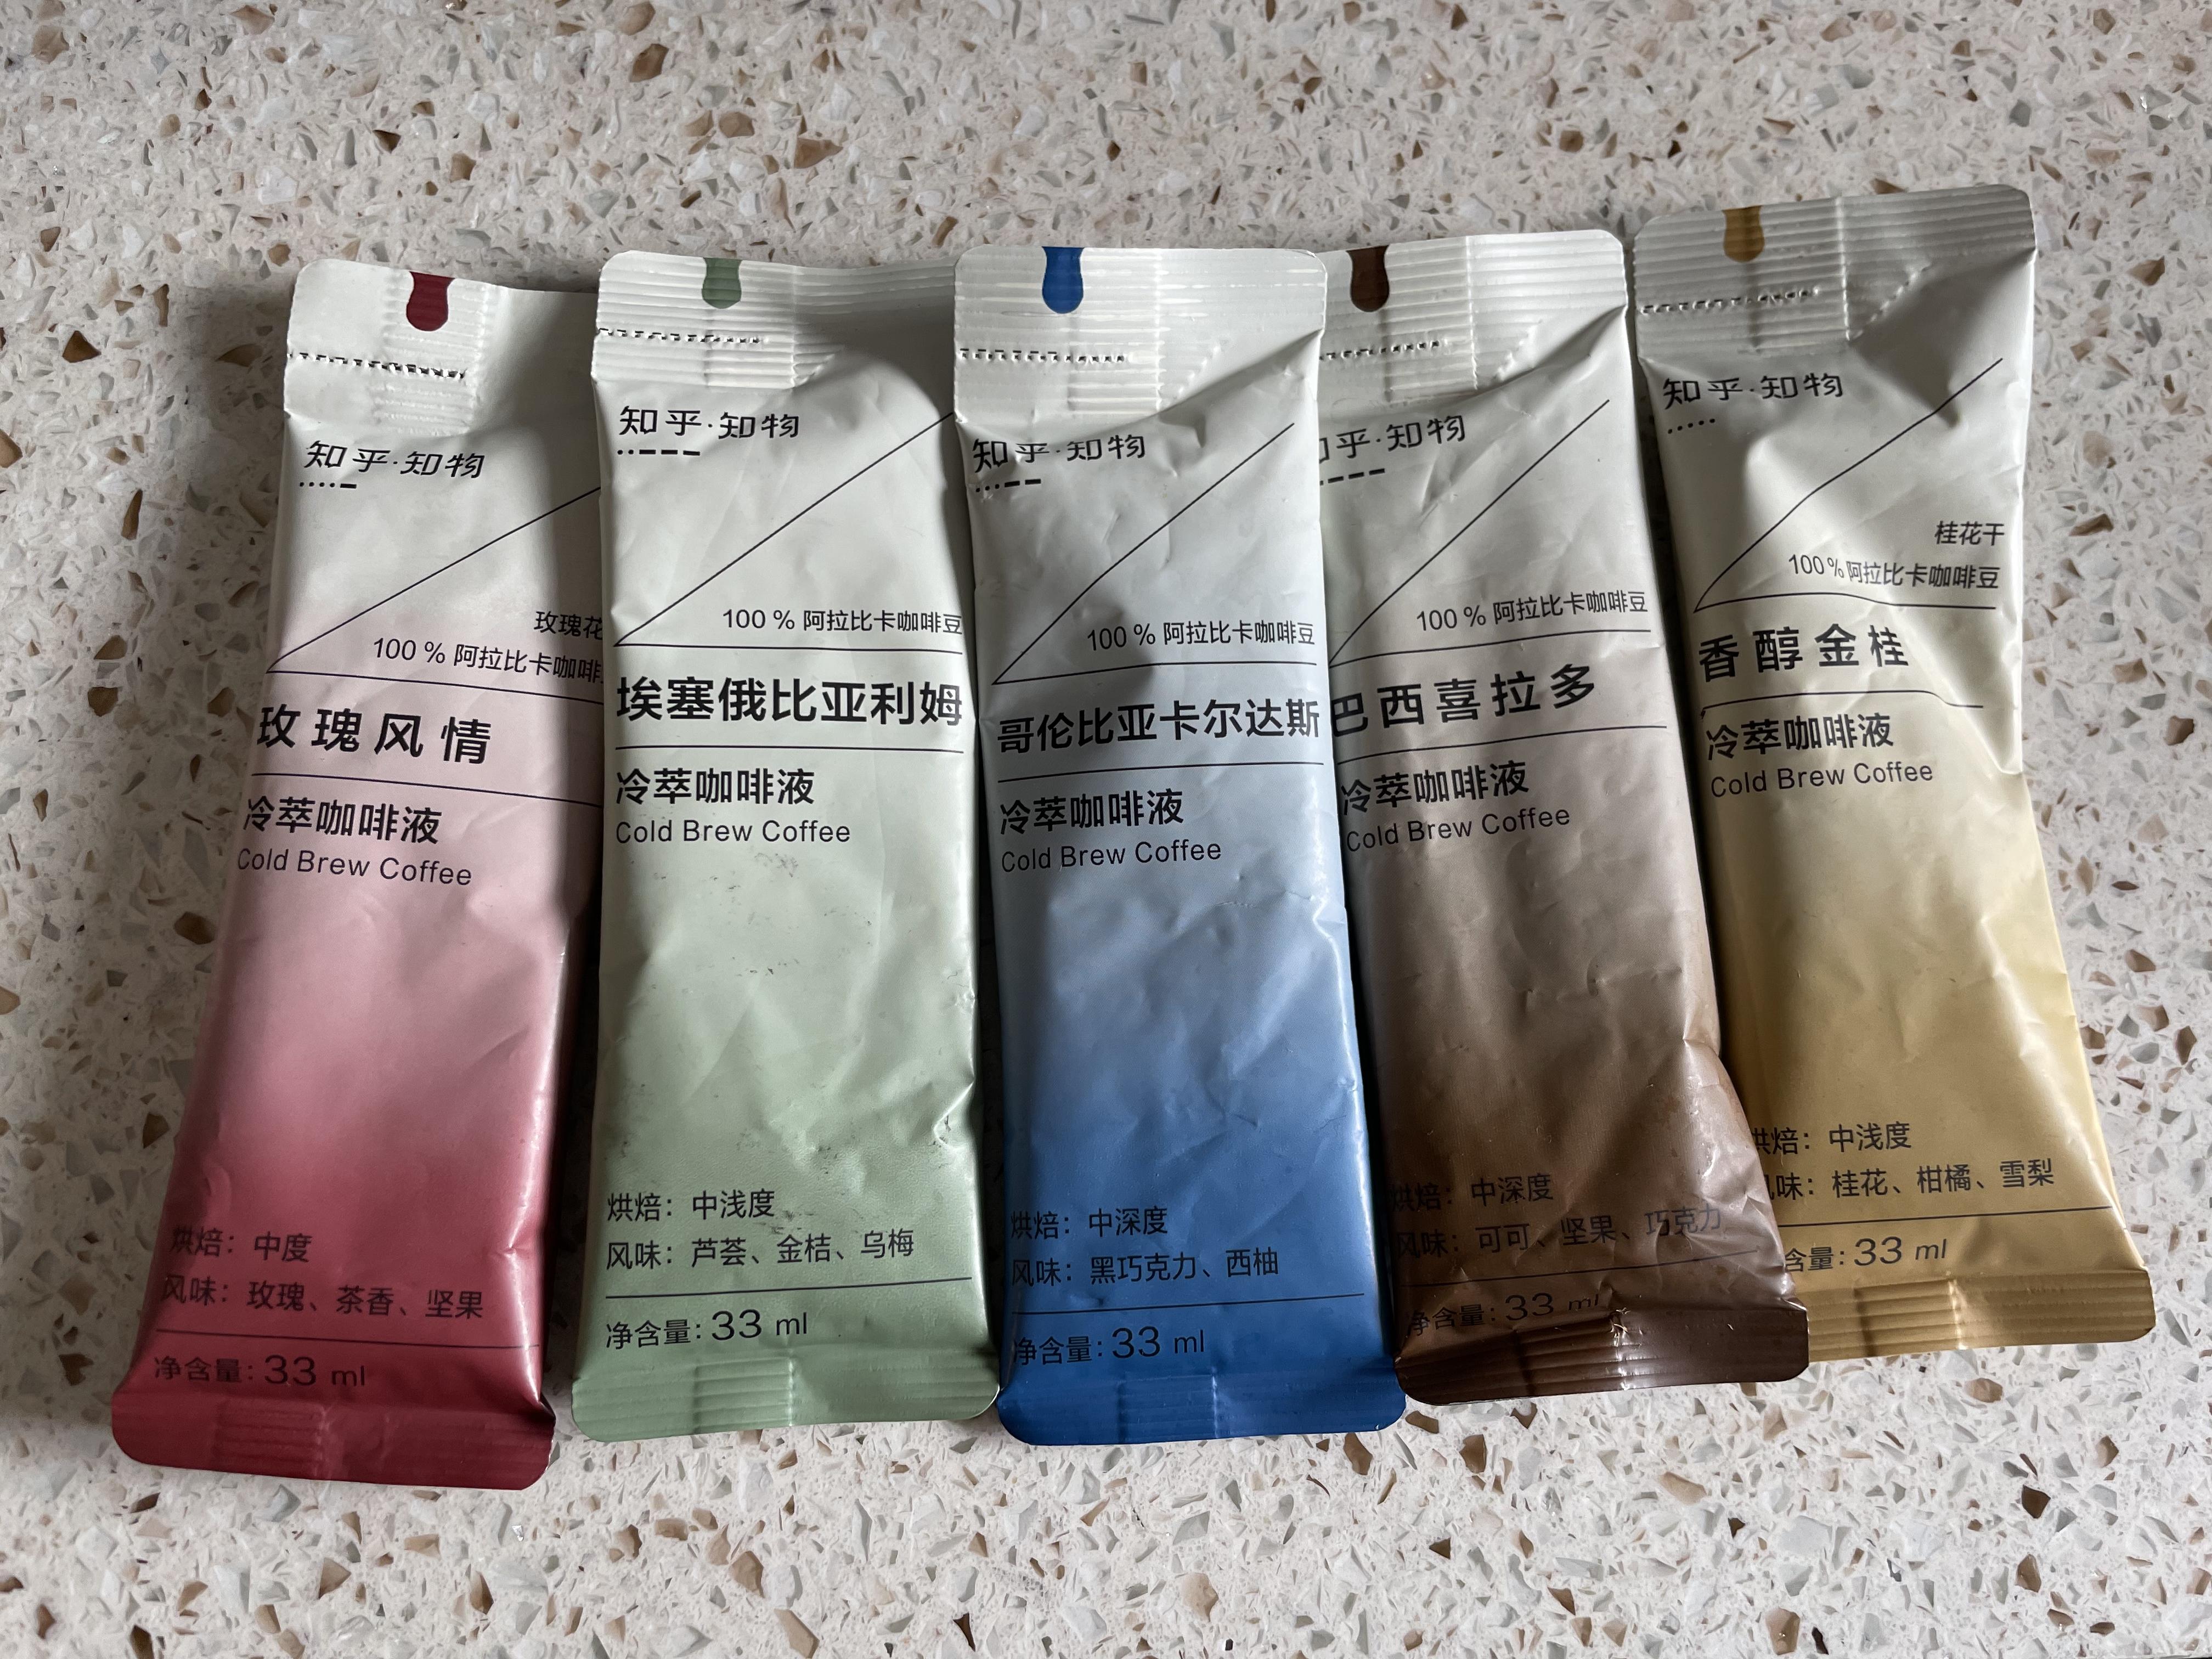 知乎·知物
玫瑰花
100 % 阿拉比卡咖啡
玫瑰风情
冷萃咖啡液
Cold Brew Coffee
烘焙：中度
风味：玫瑰、茶香、坚果
净含量：33 ml
知乎·知物
100 % 阿拉比卡咖啡豆
埃塞俄比亚利姆
冷萃咖啡液
Cold Brew Coffee
烘焙：中浅度
风味：芦荟、金桔、乌梅
净含量：33 ml
知乎·知物
100 % 阿拉比卡咖啡豆
哥伦比亚卡尔达斯
冷萃咖啡液
Cold Brew Coffee
烘焙：中深度
风味：黑巧克力、西柚
净含量：33 ml
知乎·知物
100 % 阿拉比卡咖啡豆
巴西喜拉多
冷萃咖啡液
Cold Brew Coffee
烘焙：中深度
风味：可可、坚果、巧克力
净含量：33 ml
知乎·知物
桂花干
100 % 阿拉比卡咖啡豆
香醇金桂
冷萃咖啡液
Cold Brew Coffee
烘焙：中浅度
风味：桂花、柑橘、雪梨
含量：33 ml